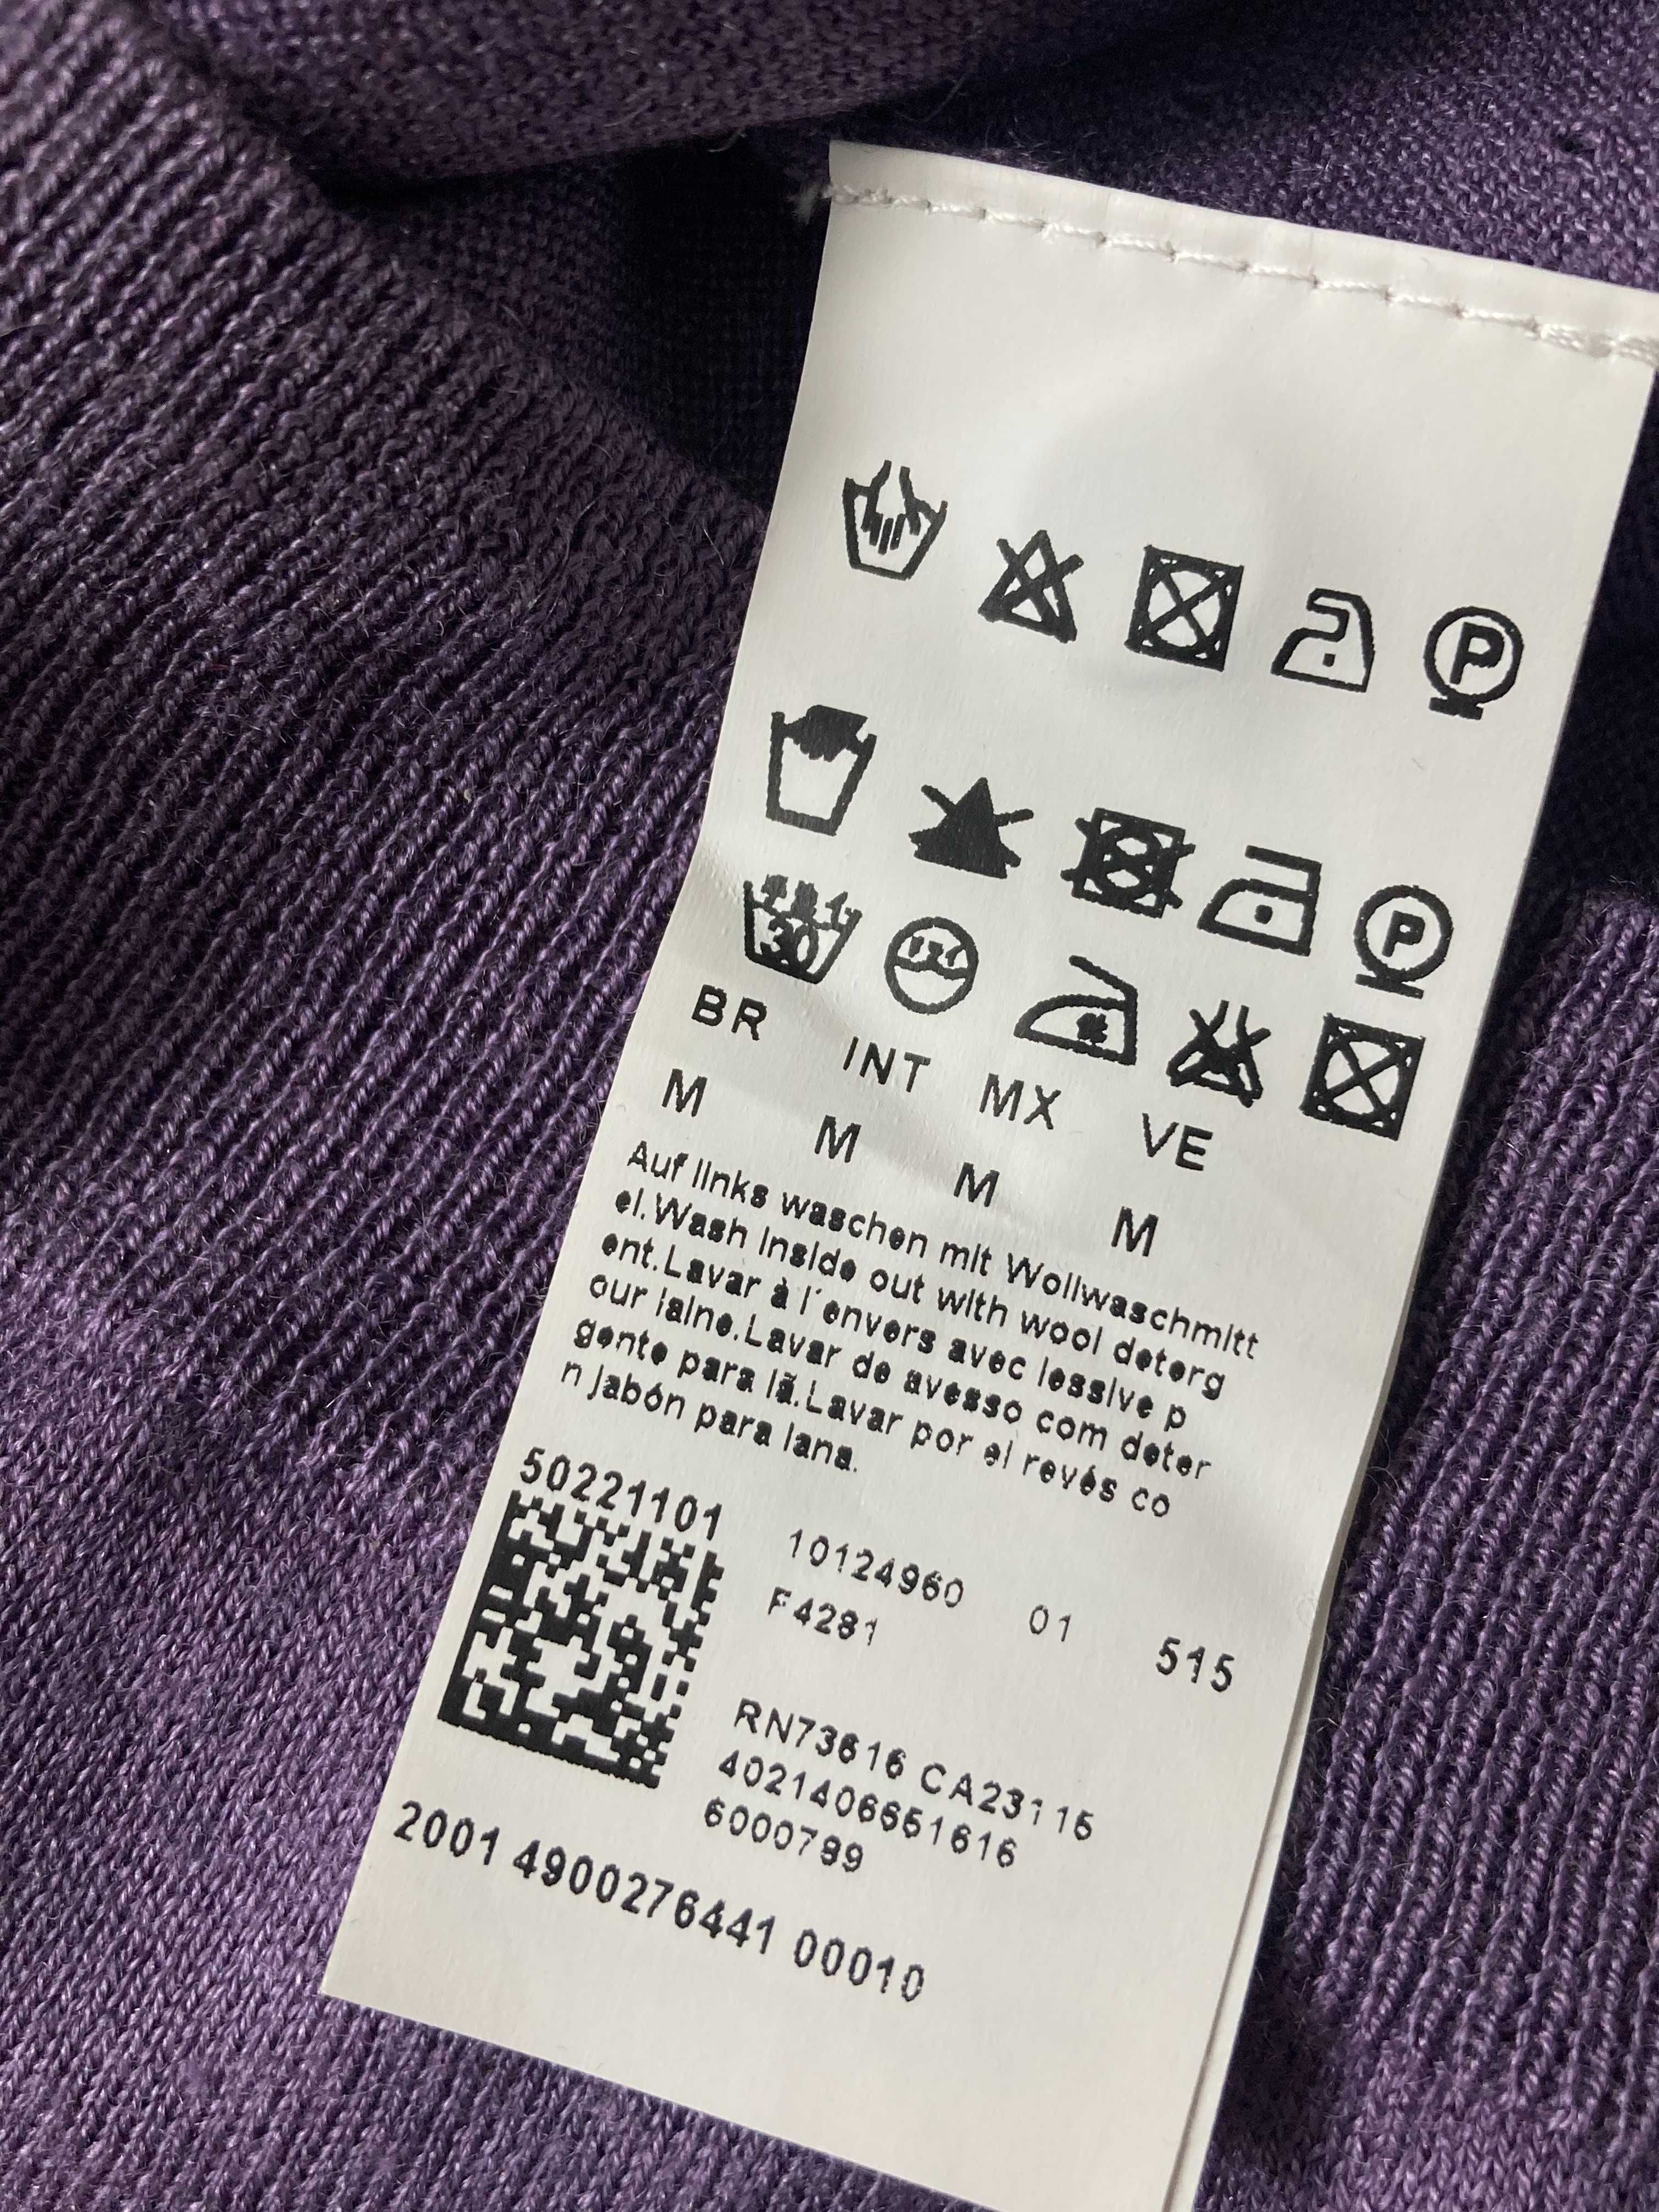 P
P
30
BR INT MX VE
M M M M
Auf links waschen mit Wollwaschmitt
el.Wash inside out with wool deterg
ent.Lavar à l´envers avec lessive p
our laine.Lavar de avesso com deter
gente para lã.Lavar por el revés co
n jabón para lana.
50221101
10124960 01 515
F4281
RN73616 CA23115
4021406651616
6000789
2001 4900276441 00010